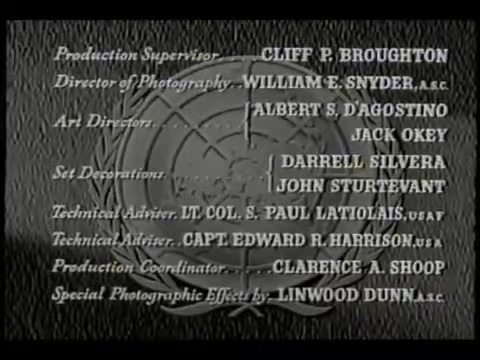 Production Supervisor.... CLIFF P. BROUGHTON
Director of Photography.. WILLIAM E. SNYDER, A.S.C.
Art Directors........ ALBERT S. D'AGOSTINO
JACK OKEY
Set Decorations....... DARRELL SILVERA
JOHN STURTEVANT
Technical Adviser. LT. COL. S. PAUL LATIOLAIS, USAF
Technical Adviser.. CAPT. EDWARD R. HARRISON, USA
Production Coordinator..... CLARENCE A. SHOOP
Special Photographic Effects by. LINWOOD DUNN, A.S.C.